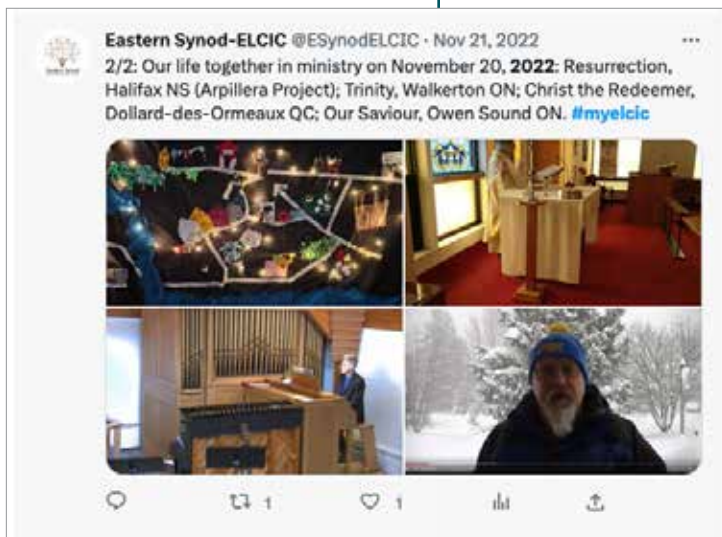 Eastern Synod-ELCIC @ESynodELCIC · Nov 21, 2022 ...
2/2: Our life together in ministry on November 20, 2022: Resurrection,
Halifax NS (Arpillera Project); Trinity, Walkerton ON; Christ the Redeemer,
Dollard-des-Ormeaux QC; Our Saviour, Owen Sound ON. #myelcic
1 1